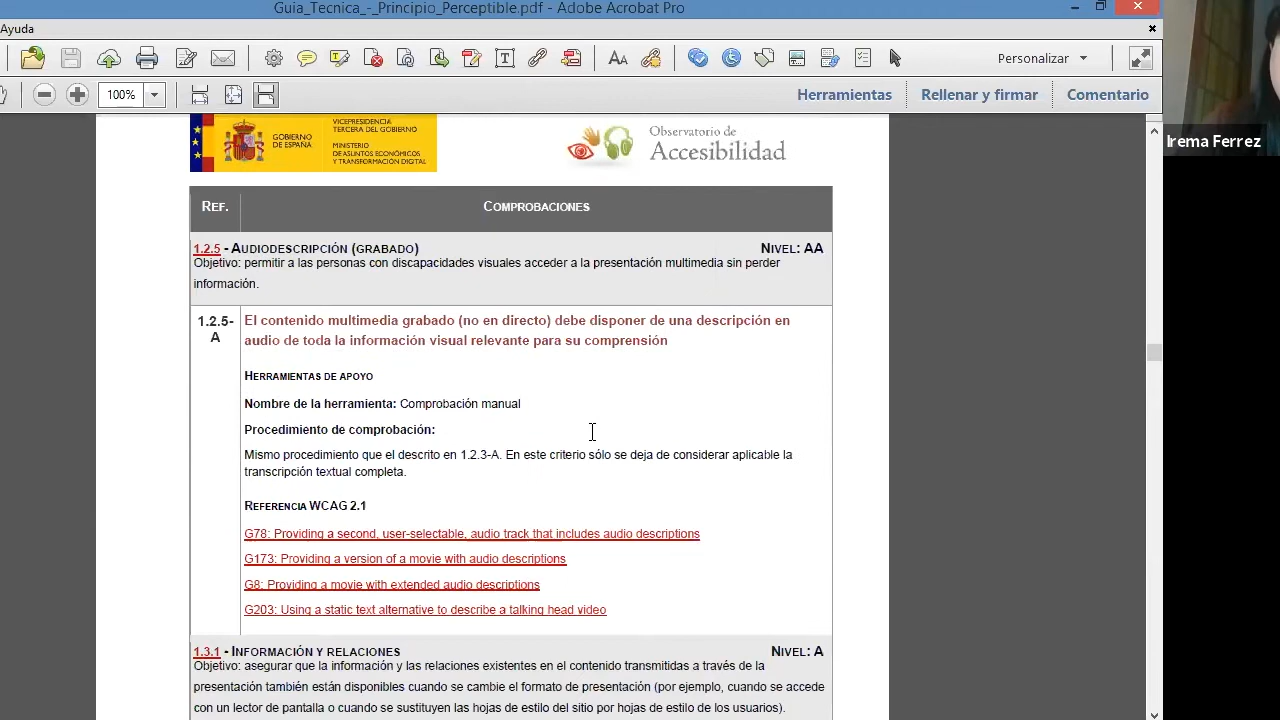 Guia_Tecnica_-_Principio_Perceptible.pdf - Adobe Acrobat Pro
Ayuda
Personalizar
100%
Herramientas
Rellenar y firmar
Comentario
Irema Ferrez
GOBIERNO DE ESPAÑA
VICEPRESIDENCIA
TERCERA DEL GOBIERNO
MINISTERIO
DE ASUNTOS ECONÓMICOS
Y TRANSFORMACIÓN DIGITAL
Observatorio de
Accesibilidad
REF.
COMPROBACIONES
1.2.5 - AUDIODESCRIPCIÓN (GRABADO) NIVEL: AA
Objetivo: permitir a las personas con discapacidades visuales acceder a la presentación multimedia sin perder
información.
1.2.5-
A
El contenido multimedia grabado (no en directo) debe disponer de una descripción en
audio de toda la información visual relevante para su comprensión
HERRAMIENTAS DE APOYO
Nombre de la herramienta: Comprobación manual
Procedimiento de comprobación:
Mismo procedimiento que el descrito en 1.2.3-A. En este criterio sólo se deja de considerar aplicable la
transcripción textual completa.
REFERENCIA WCAG 2.1
G78: Providing a second, user-selectable, audio track that includes audio descriptions
G173: Providing a version of a movie with audio descriptions
G8: Providing a movie with extended audio descriptions
G203: Using a static text alternative to describe a talking head video
1.3.1 - INFORMACIÓN Y RELACIONES NIVEL: A
Objetivo: asegurar que la información y las relaciones existentes en el contenido transmitidas a través de la
presentación también están disponibles cuando se cambie el formato de presentación (por ejemplo, cuando se accede
con un lector de pantalla o cuando se sustituyen las hojas de estilo del sitio por hojas de estilo de los usuarios).